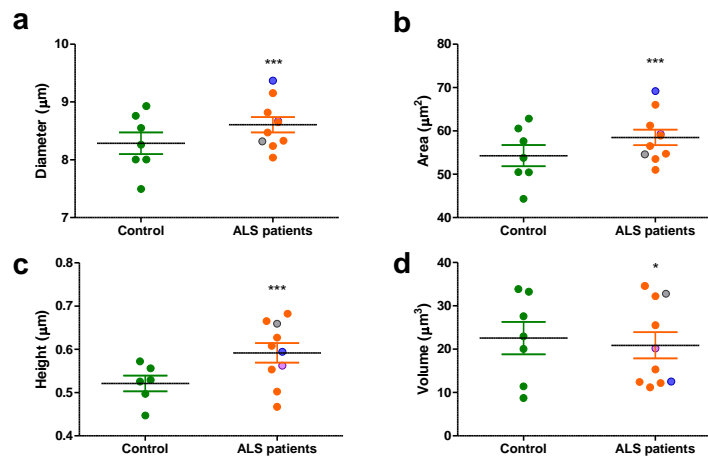 a
10
9
8
7
Diameter (μm)
***
Control
ALS patients
b
80
70
60
50
40
Area (μm²)
***
Control
ALS patients
c
0.8
0.7
0.6
0.5
0.4
Height (μm)
***
Control
ALS patients
d
40
30
20
10
0
Volume (μm³)
*
Control
ALS patients